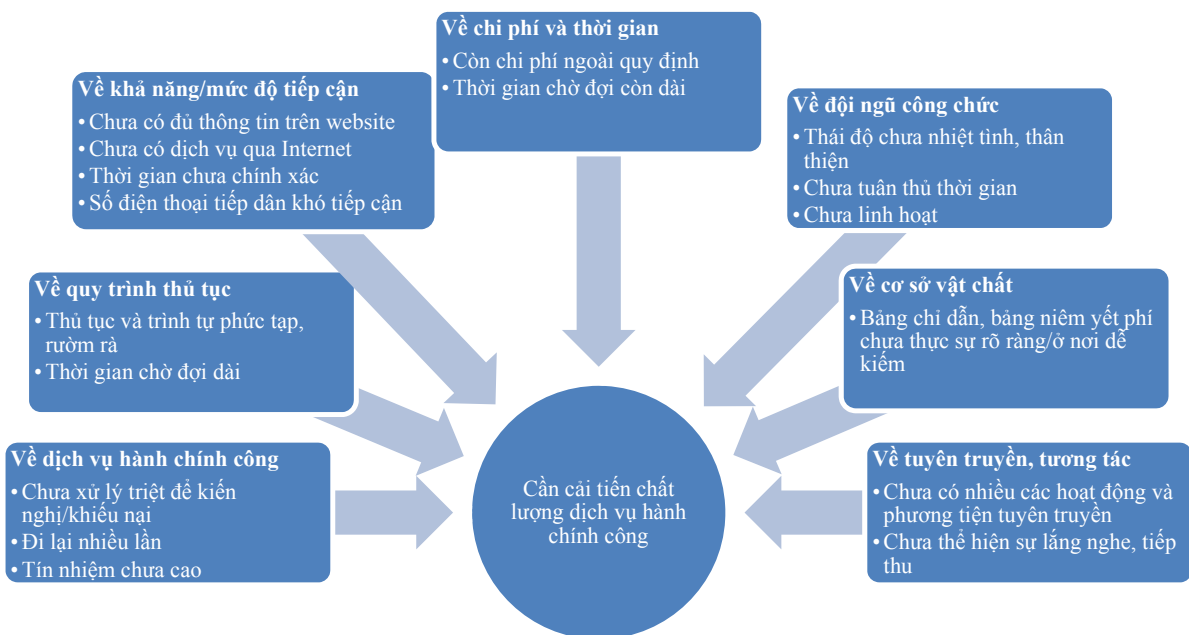 Về chi phí và thời gian
• Còn chi phí ngoài quy định
• Thời gian chờ đợi còn dài
Về khả năng/mức độ tiếp cận
• Chưa có đủ thông tin trên website
• Chưa có dịch vụ qua Internet
• Thời gian chưa chính xác
• Số điện thoại tiếp dân khó tiếp cận
Về đội ngũ công chức
• Thái độ chưa nhiệt tình, thân
thiện
• Chưa tuân thủ thời gian
• Chưa linh hoạt
Về quy trình thủ tục
• Thủ tục và trình tự phức tạp,
rườm rà
• Thời gian chờ đợi dài
Về cơ sở vật chất
• Bảng chỉ dẫn, bảng niêm yết phí
chưa thực sự rõ ràng/ở nơi dễ
kiếm
Về dịch vụ hành chính công
• Chưa xử lý triệt để kiến
nghị/khiếu nại
• Đi lại nhiều lần
• Tín nhiệm chưa cao
Cần cải tiến chất
lượng dịch vụ hành
chính công
Về tuyên truyền, tương tác
• Chưa có nhiều các hoạt động và
phương tiện tuyên truyền
• Chưa thể hiện sự lắng nghe, tiếp
thu